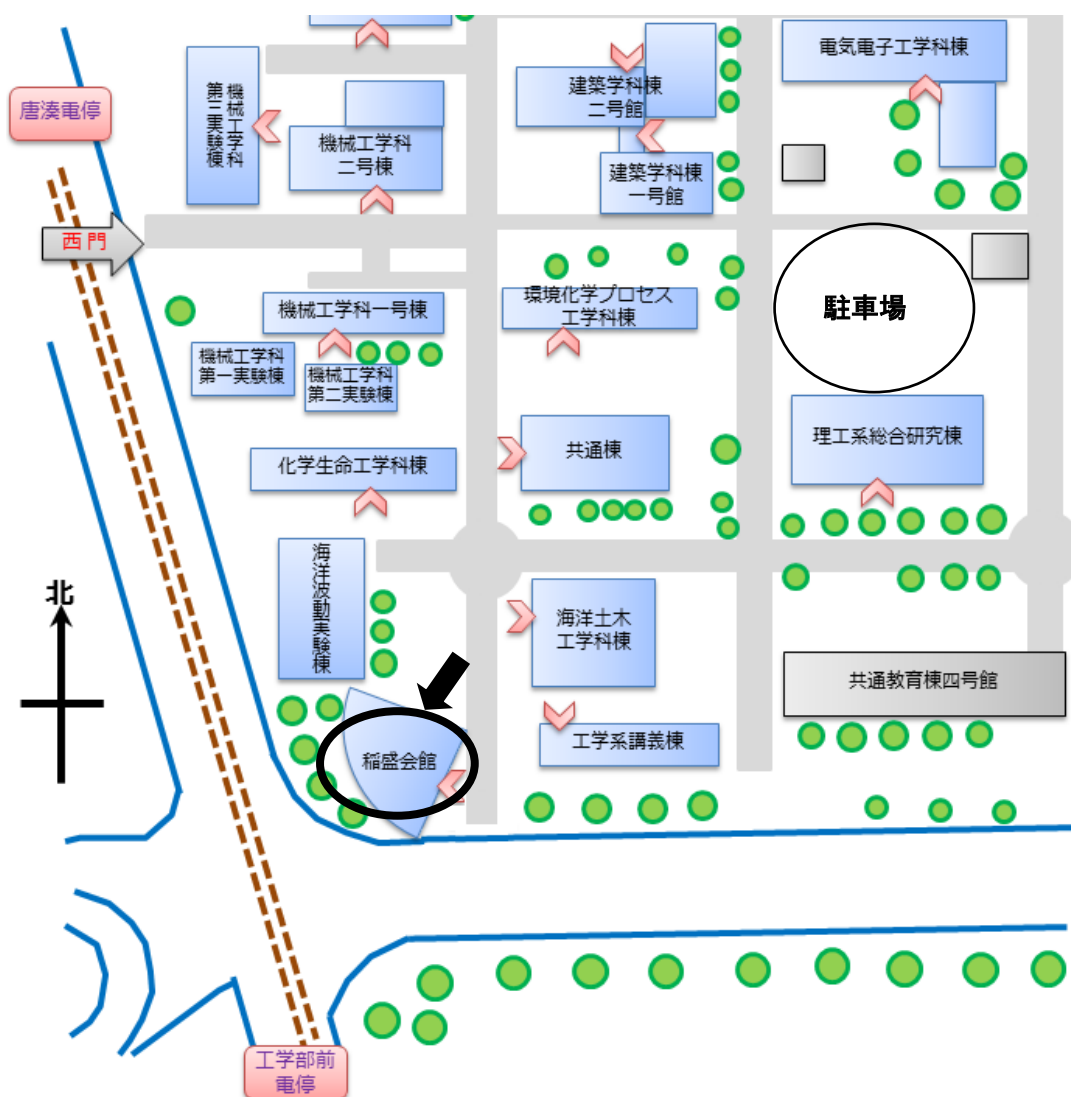 電気電子工学科棟
唐湊電停
機械工学科
第三実験棟
建築学科棟
二号館
機械工学科
二号棟
建築学科棟
一号館
西門
環境化学プロセス
工学科棟
機械工学科一号棟
駐車場
機械工学科
第一実験棟
機械工学科
第二実験棟
理工系総合研究棟
共通棟
化学生命工学科棟
海洋波動実験棟
北
海洋土木
工学科棟
共通教育棟四号館
工学系講義棟
稲盛会館
工学部前
電停